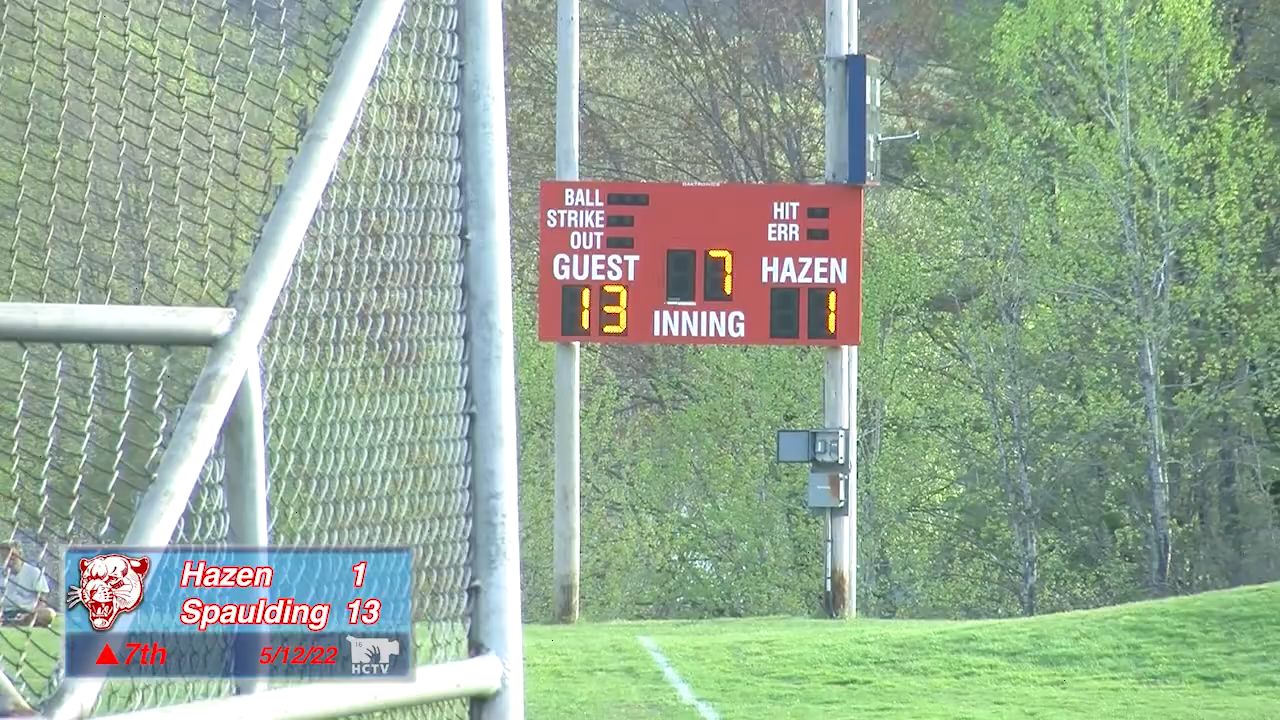 DAKTRONICS
BALL
STRIKE
OUT
HIT
ERR
GUEST 7 HAZEN
13 INNING 1
Hazen 1
Spaulding 13
▲7th 5/12/22
HCTV